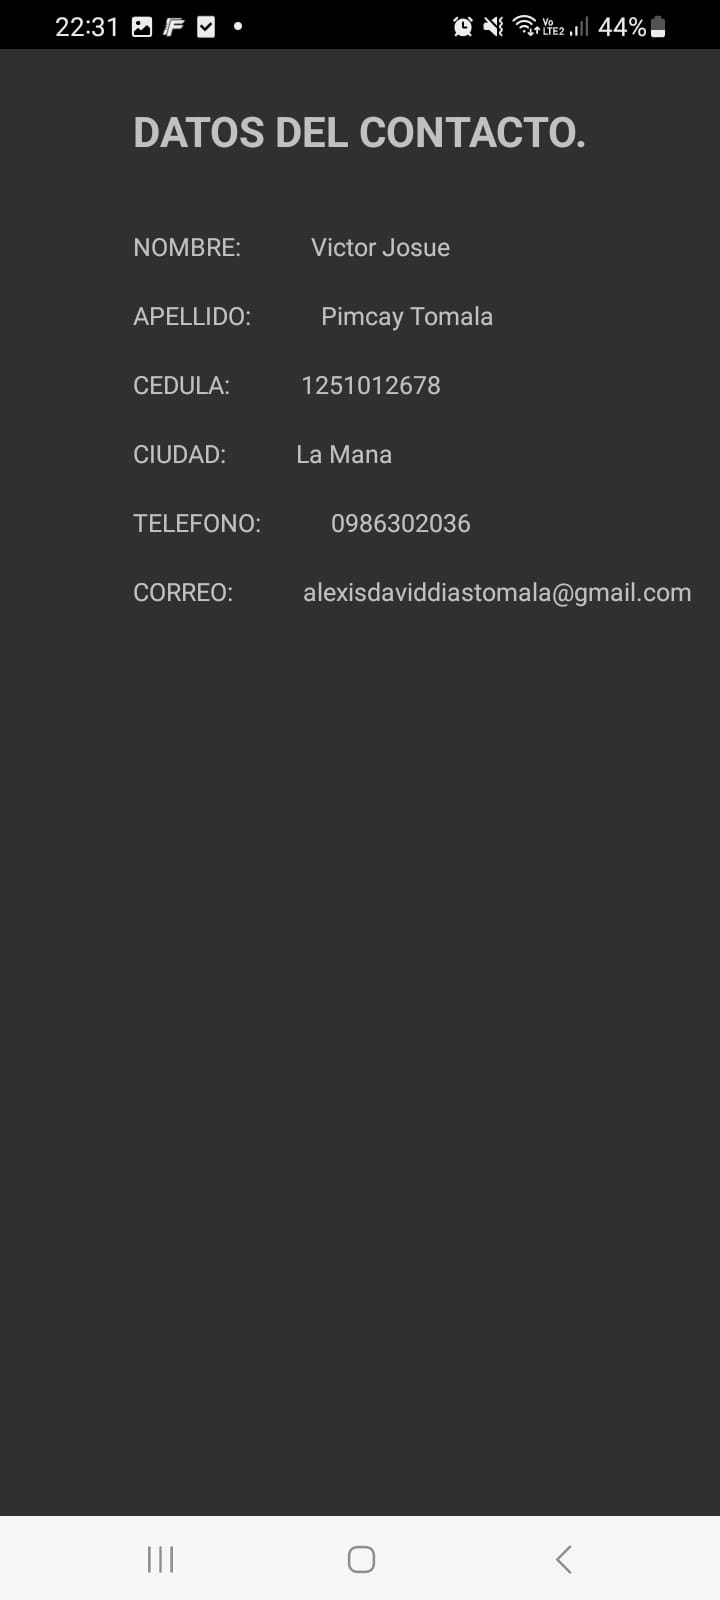 22:31 44%
DATOS DEL CONTACTO.
NOMBRE: Victor Josue
APELLIDO: Pimcay Tomala
CEDULA: 1251012678
CIUDAD: La Mana
TELEFONO: 0986302036
CORREO: alexisdaviddiastomala@gmail.com